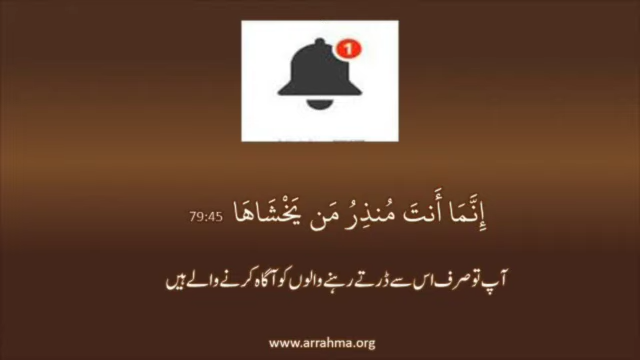 1
إِنَّمَا أَنتَ مُنذِرُ مَن يَخْشَاهَا 79:45
آپ تو صرف اس سے ڈرتے رہنے والوں کو آگاہ کرنے والے ہیں
www.arrahma.org